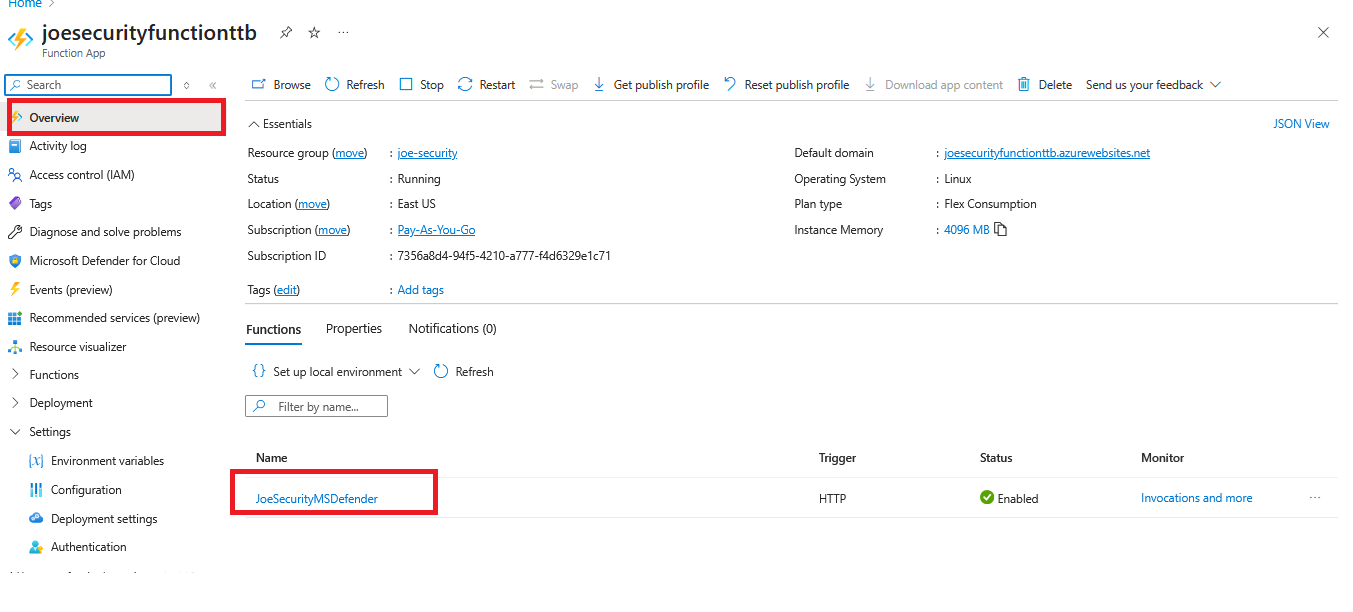 Home
joesecurityfunctionttb
Function App
Search
Overview
Activity log
Access control (IAM)
Tags
Diagnose and solve problems
Microsoft Defender for Cloud
Events (preview)
Recommended services (preview)
Resource visualizer
Functions
Deployment
Settings
Environment variables
Configuration
Deployment settings
Authentication
Browse Refresh Stop Restart Swap Get publish profile Reset publish profile Download app content Delete Send us your feedback
Essentials JSON View
Resource group (move) : joe-security
Status : Running
Location (move) : East US
Subscription (move) : Pay-As-You-Go
Subscription ID : 7356a8d4-94f5-4210-a777-f4d6329e1c71
Tags (edit) : Add tags
Default domain : joesecurityfunctionttb.azurewebsites.net
Operating System : Linux
Plan type : Flex Consumption
Instance Memory : 4096 MB
Functions Properties Notifications (0)
{} Set up local environment Refresh
Filter by name...
Name Trigger Status Monitor
JoeSecurityMSDefender HTTP Enabled Invocations and more